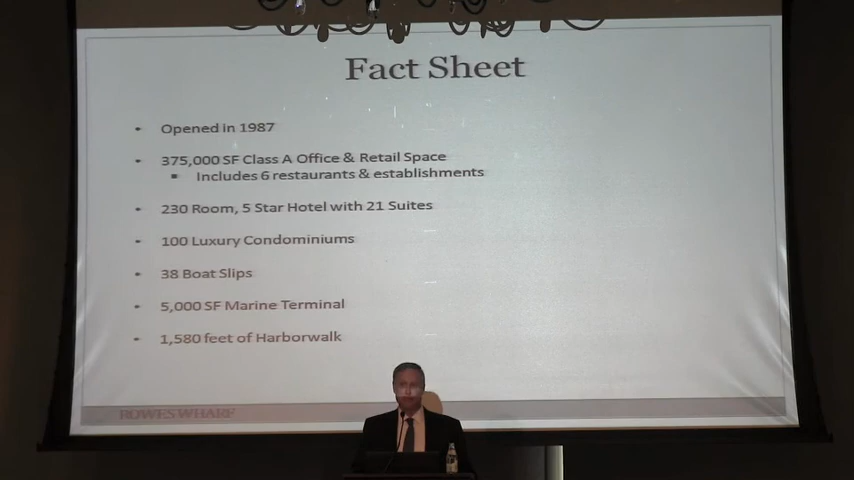 Fact Sheet
• Opened in 1987
• 375,000 SF Class A Office & Retail Space
▪ Includes 6 restaurants & establishments
• 230 Room, 5 Star Hotel with 21 Suites
• 100 Luxury Condominiums
• 38 Boat Slips
• 5,000 SF Marine Terminal
• 1,580 feet of Harborwalk
ROWES WHARF